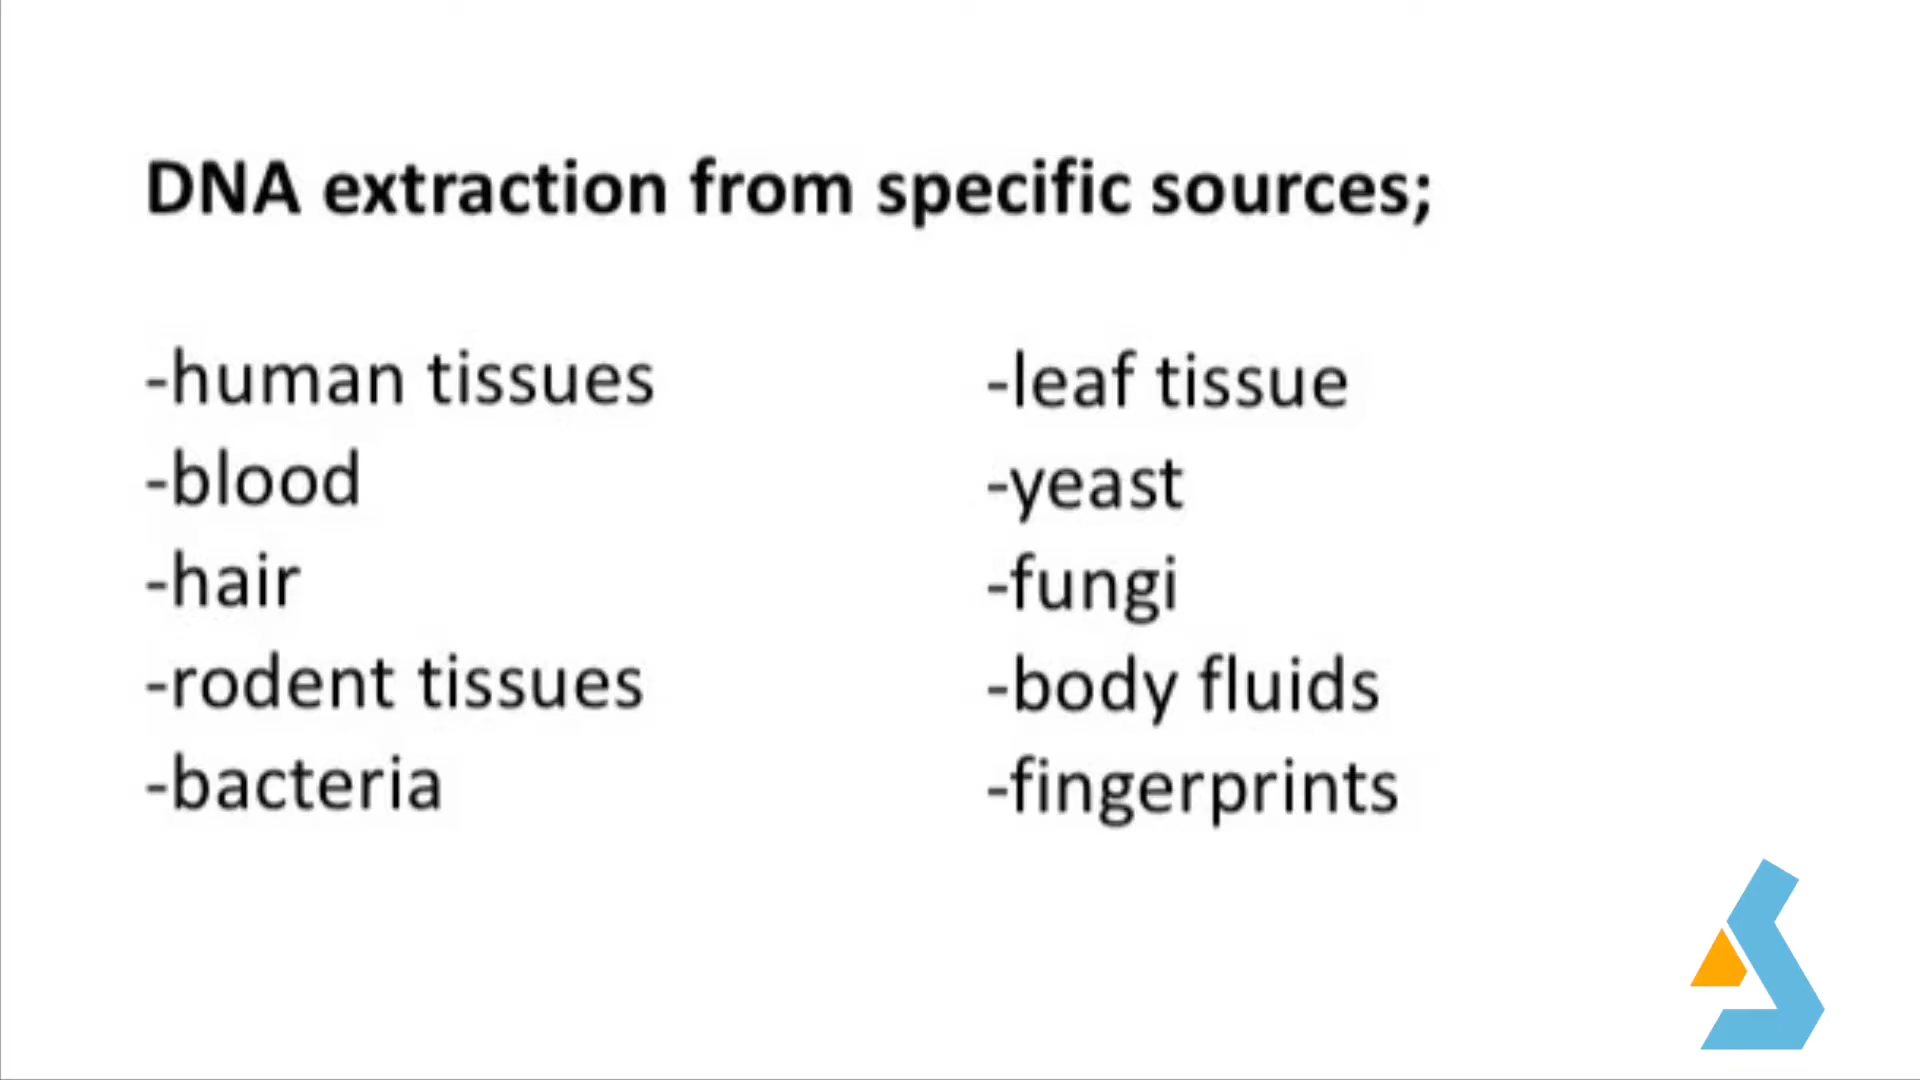 DNA extraction from specific sources;
-human tissues
-blood
-hair
-rodent tissues
-bacteria
-leaf tissue
-yeast
-fungi
-body fluids
-fingerprints